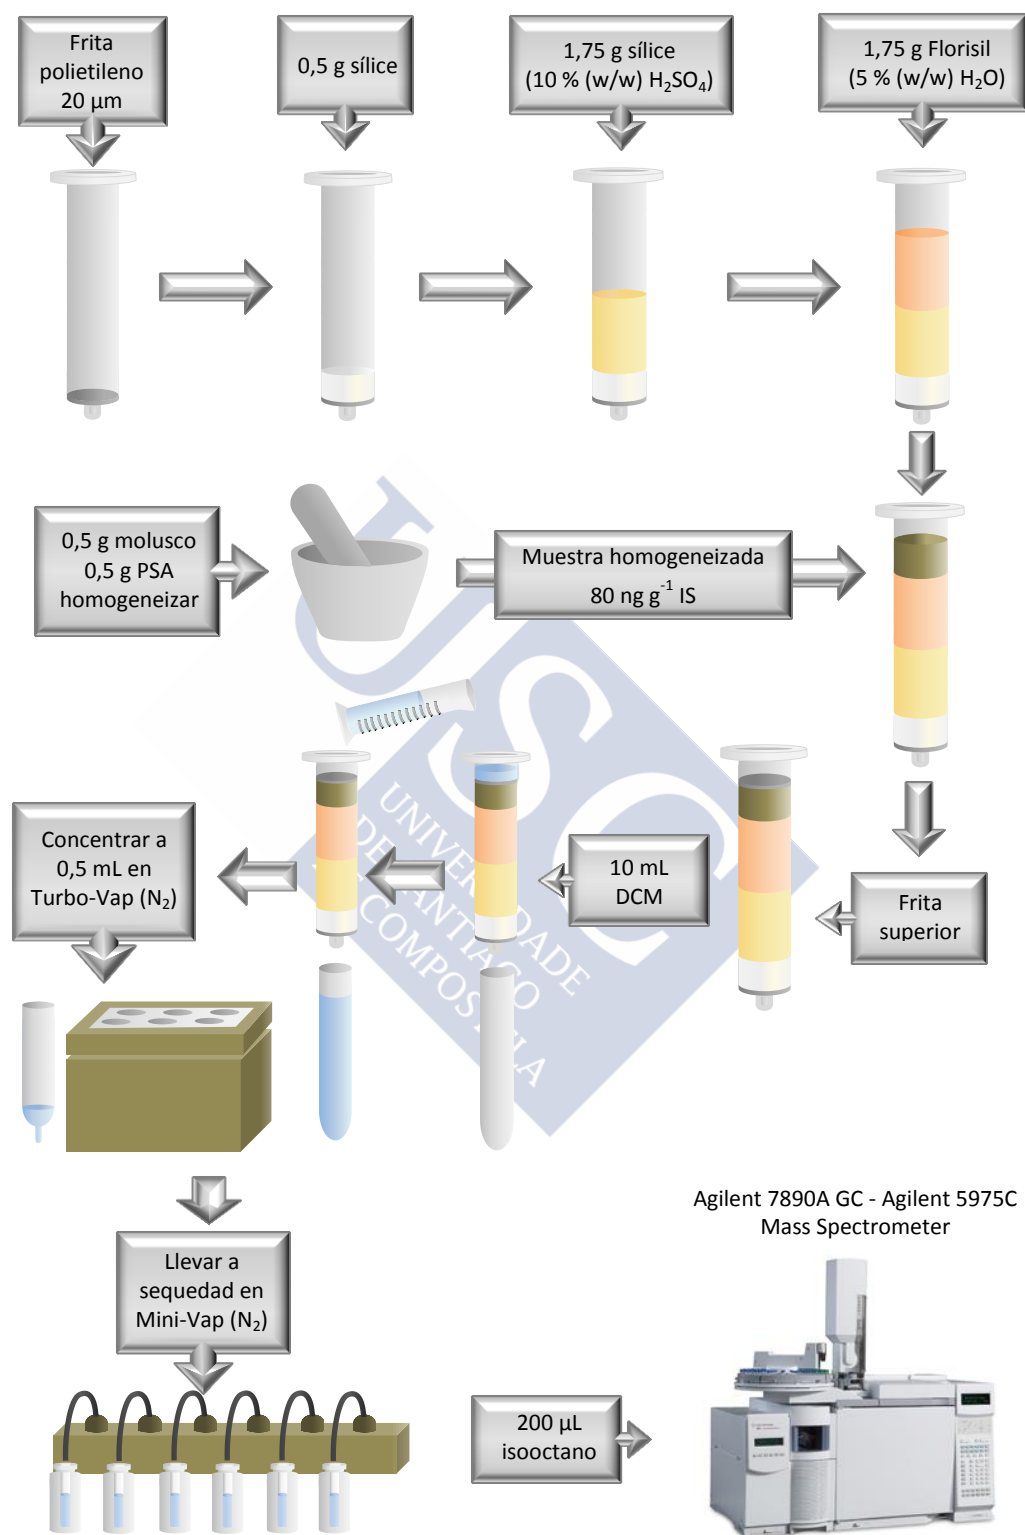 Frita
polietileno
20 µm
0,5 g sílice
1,75 g sílice
(10 % (w/w) H₂SO₄)
1,75 g Florisil
(5 % (w/w) H₂O)
0,5 g molusco
0,5 g PSA
homogeneizar
Muestra homogeneizada
80 ng g⁻¹ IS
Concentrar a
0,5 mL en
Turbo-Vap (N₂)
10 mL
DCM
Frita
superior
USC
UNIVERSIDADE
DE SANTIAGO
DE COMPOSTELA
Llevar a
sequedad en
Mini-Vap (N₂)
200 µL
isooctano
Agilent 7890A GC - Agilent 5975C
Mass Spectrometer